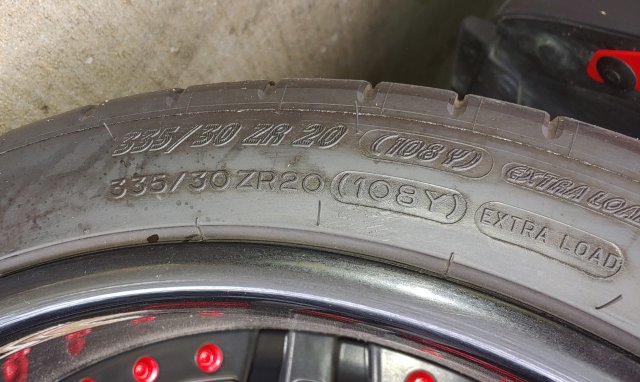 335/30 ZR 20 (108Y) EXTRA LOAD
335/30 ZR20 (108Y) EXTRA LOAD